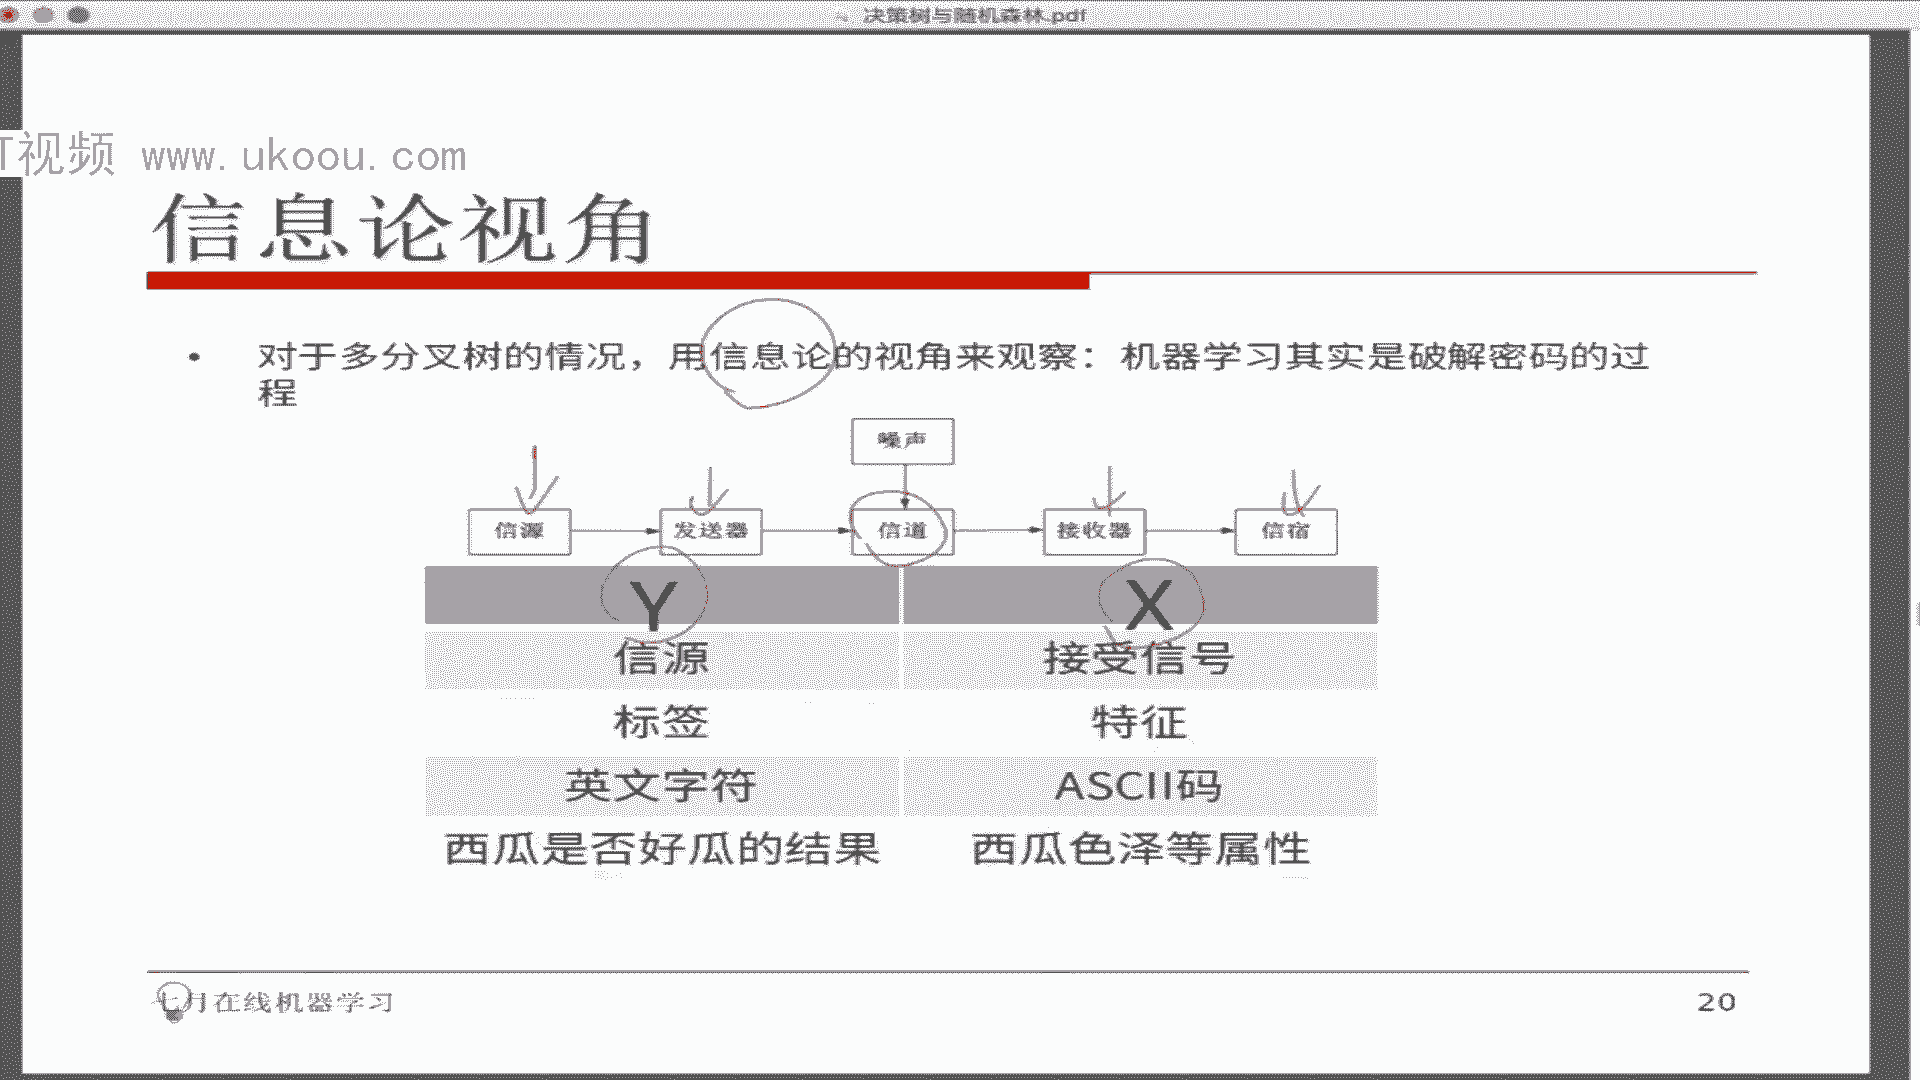 决策树与随机森林.pdf
T视频 www.ukoou.com
信息论视角
• 对于多分叉树的情况，用信息论的视角来观察：机器学习其实是破解密码的过
程
噪声
信源 发送器 信道 接收器 信宿
Y X
信源 接受信号
标签 特征
英文字符 ASCII码
西瓜是否好瓜的结果 西瓜色泽等属性
七月在线机器学习 20